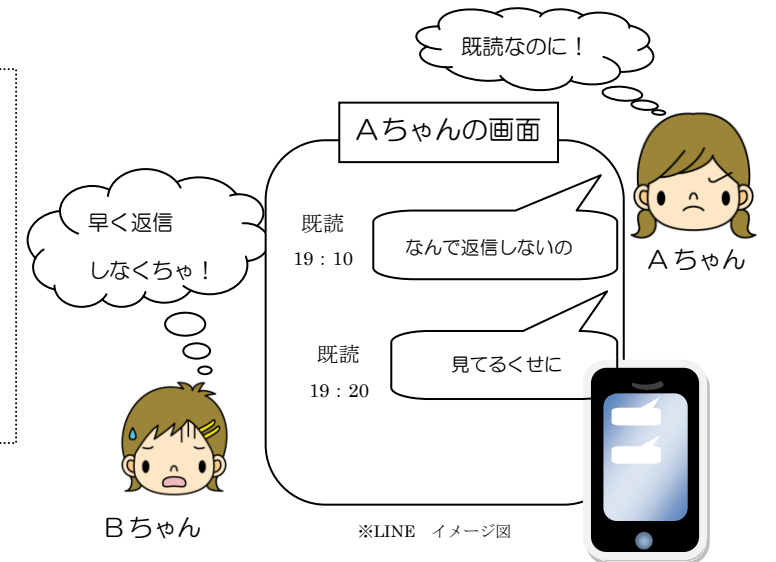 既読なのに！
Aちゃんの画面
早く返信
しなくちゃ！
既読
19：10
なんで返信しないの
Aちゃん
既読
19：20
見てるくせに
Bちゃん
※LINE　イメージ図